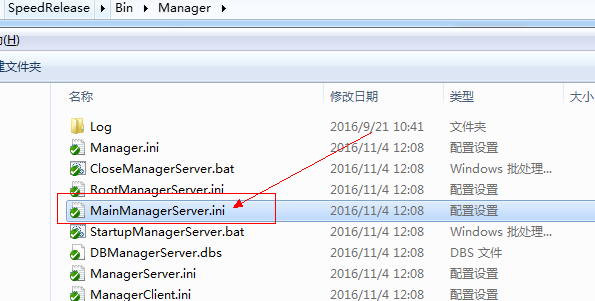 SpeedRelease ▸ Bin ▸ Manager ▸
(H)
建文件夹
名称 修改日期 类型 大小
Log 2016/9/21 10:41 文件夹
Manager.ini 2016/11/4 12:08 配置设置
CloseManagerServer.bat 2016/11/4 12:08 Windows 批处理...
RootManagerServer.ini 2016/11/4 12:08 配置设置
MainManagerServer.ini 2016/11/4 12:08 配置设置
StartupManagerServer.bat 2016/11/4 12:08 Windows 批处理...
DBManagerServer.dbs 2016/11/4 12:08 DBS 文件
ManagerServer.ini 2016/11/4 12:08 配置设置
ManagerClient.ini 2016/11/4 12:08 配置设置